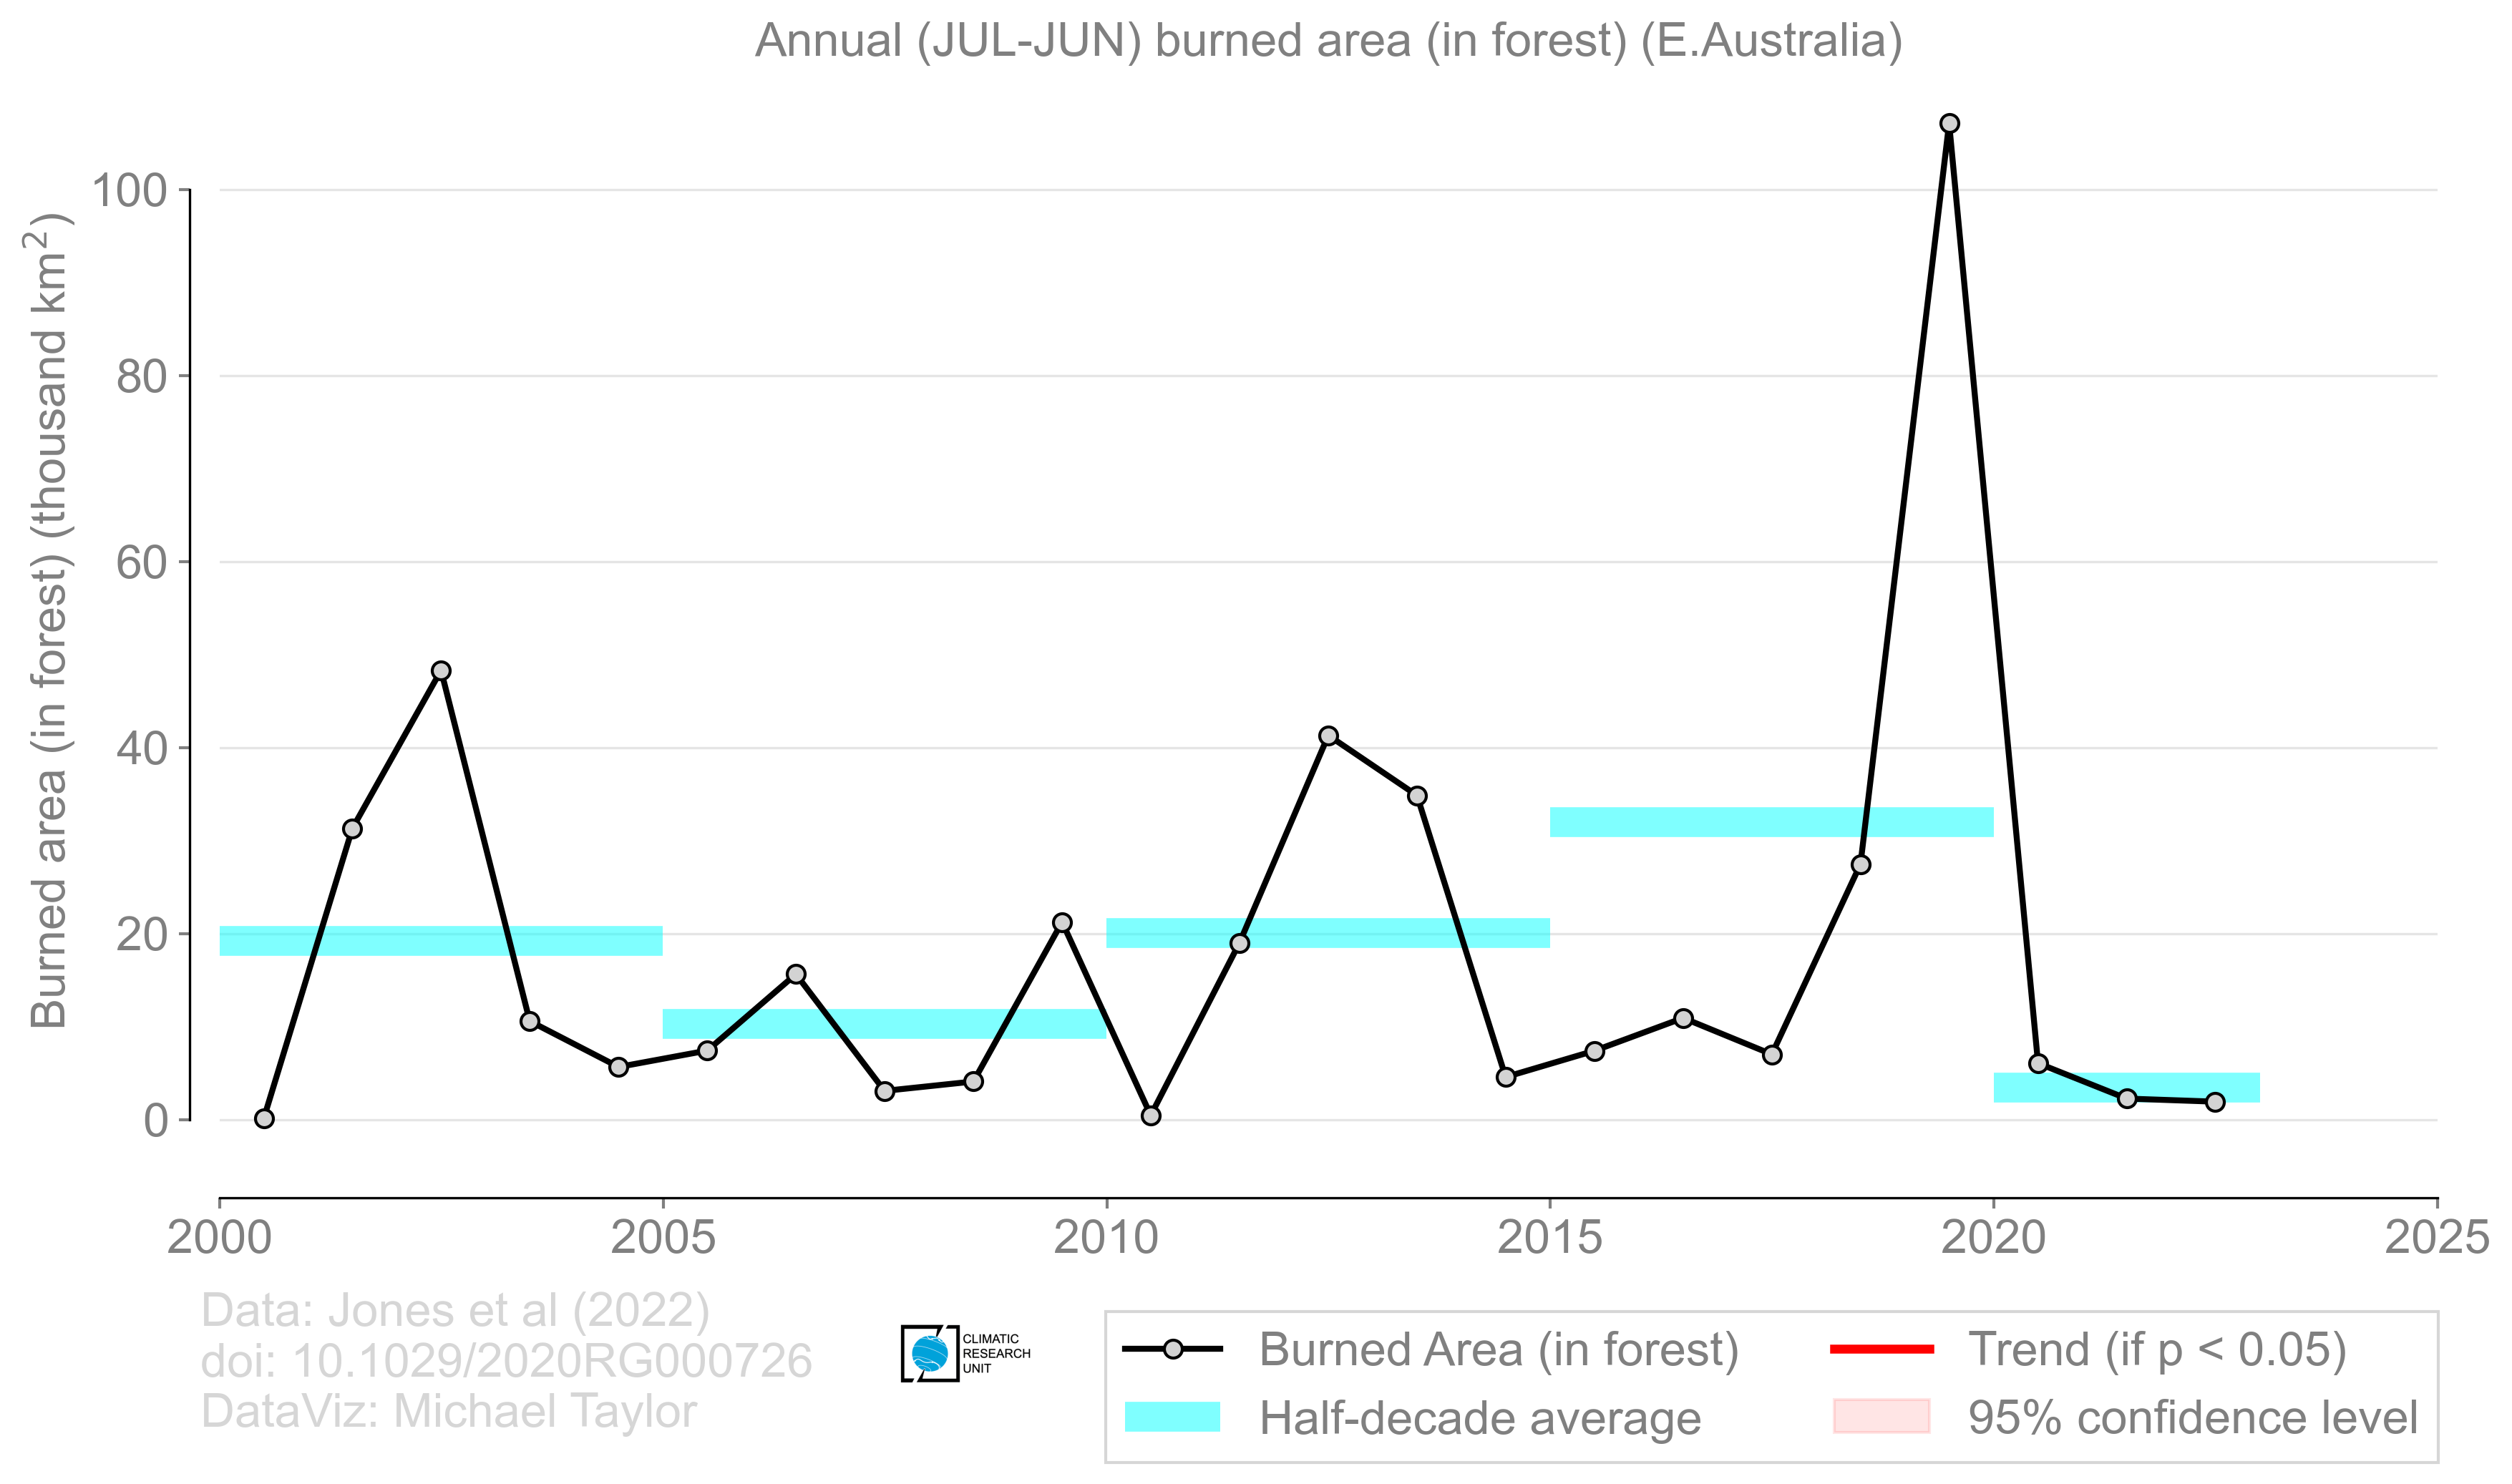 Annual (JUL-JUN) burned area (in forest) (E.Australia)
Burned area (in forest) (thousand km²)
100
80
60
40
20
0
2000 2005 2010 2015 2020 2025
Data: Jones et al (2022)
doi: 10.1029/2020RG000726
DataViz: Michael Taylor
CLIMATIC
RESEARCH
UNIT
Burned Area (in forest)
Half-decade average
Trend (if p < 0.05)
95% confidence level